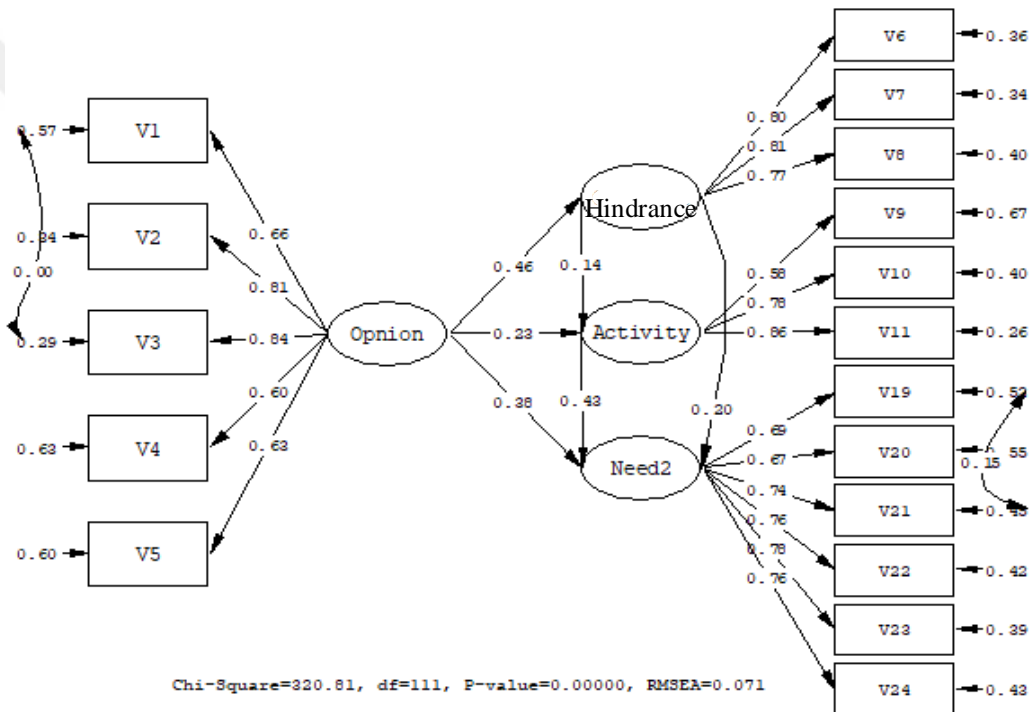 V1
V2
V3
V4
V5
0.57
0.34
0.00
0.29
0.63
0.60
0.66
0.81
0.84
0.60
0.63
Opnion
0.46
0.23
0.38
Hindrance
0.14
Activity
0.43
Need2
0.20
0.80
0.81
0.77
0.58
0.78
0.86
0.69
0.67
0.74
0.76
0.78
0.76
V6
V7
V8
V9
V10
V11
V19
V20
V21
V22
V23
V24
0.36
0.34
0.40
0.67
0.40
0.26
0.52
55
0.15
0.42
0.39
0.43
Chi-Square=320.81, df=111, P-value=0.00000, RMSEA=0.071